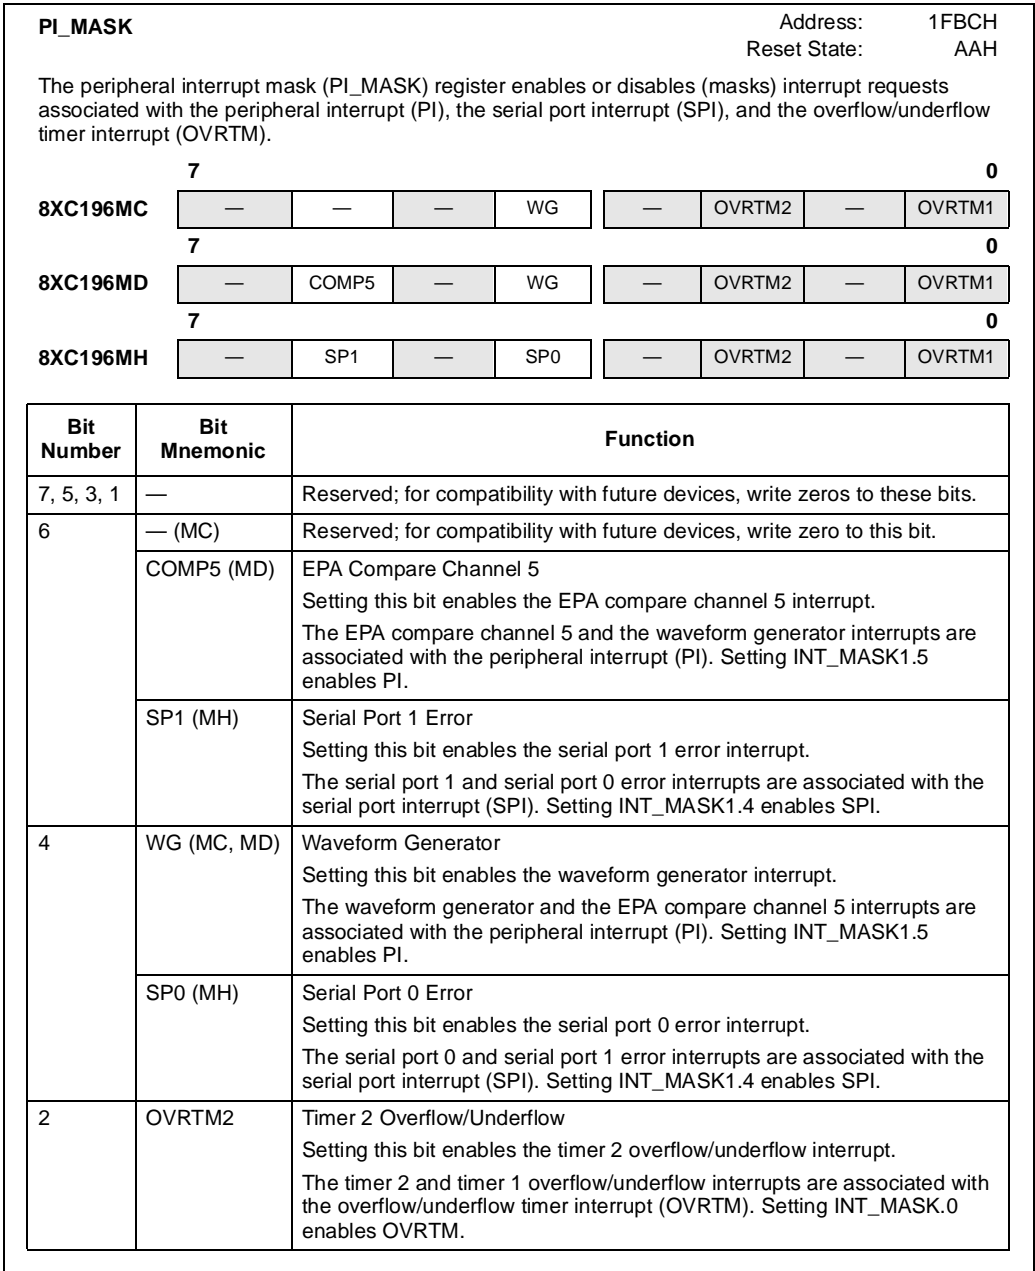 PI_MASK
Address: 1FBCH
Reset State: AAH
The peripheral interrupt mask (PI_MASK) register enables or disables (masks) interrupt requests
associated with the peripheral interrupt (PI), the serial port interrupt (SPI), and the overflow/underflow
timer interrupt (OVRTM).
7 0
8XC196MC — — — WG — OVRTM2 — OVRTM1
7 0
8XC196MD — COMP5 — WG — OVRTM2 — OVRTM1
7 0
8XC196MH — SP1 — SP0 — OVRTM2 — OVRTM1
Bit Number Bit Mnemonic Function
7, 5, 3, 1 — Reserved; for compatibility with future devices, write zeros to these bits.
6 — (MC) Reserved; for compatibility with future devices, write zero to this bit.
COMP5 (MD) EPA Compare Channel 5
Setting this bit enables the EPA compare channel 5 interrupt.
The EPA compare channel 5 and the waveform generator interrupts are
associated with the peripheral interrupt (PI). Setting INT_MASK1.5
enables PI.
SP1 (MH) Serial Port 1 Error
Setting this bit enables the serial port 1 error interrupt.
The serial port 1 and serial port 0 error interrupts are associated with the
serial port interrupt (SPI). Setting INT_MASK1.4 enables SPI.
4 WG (MC, MD) Waveform Generator
Setting this bit enables the waveform generator interrupt.
The waveform generator and the EPA compare channel 5 interrupts are
associated with the peripheral interrupt (PI). Setting INT_MASK1.5
enables PI.
SP0 (MH) Serial Port 0 Error
Setting this bit enables the serial port 0 error interrupt.
The serial port 0 and serial port 1 error interrupts are associated with the
serial port interrupt (SPI). Setting INT_MASK1.4 enables SPI.
2 OVRTM2 Timer 2 Overflow/Underflow
Setting this bit enables the timer 2 overflow/underflow interrupt.
The timer 2 and timer 1 overflow/underflow interrupts are associated with
the overflow/underflow timer interrupt (OVRTM). Setting INT_MASK.0
enables OVRTM.